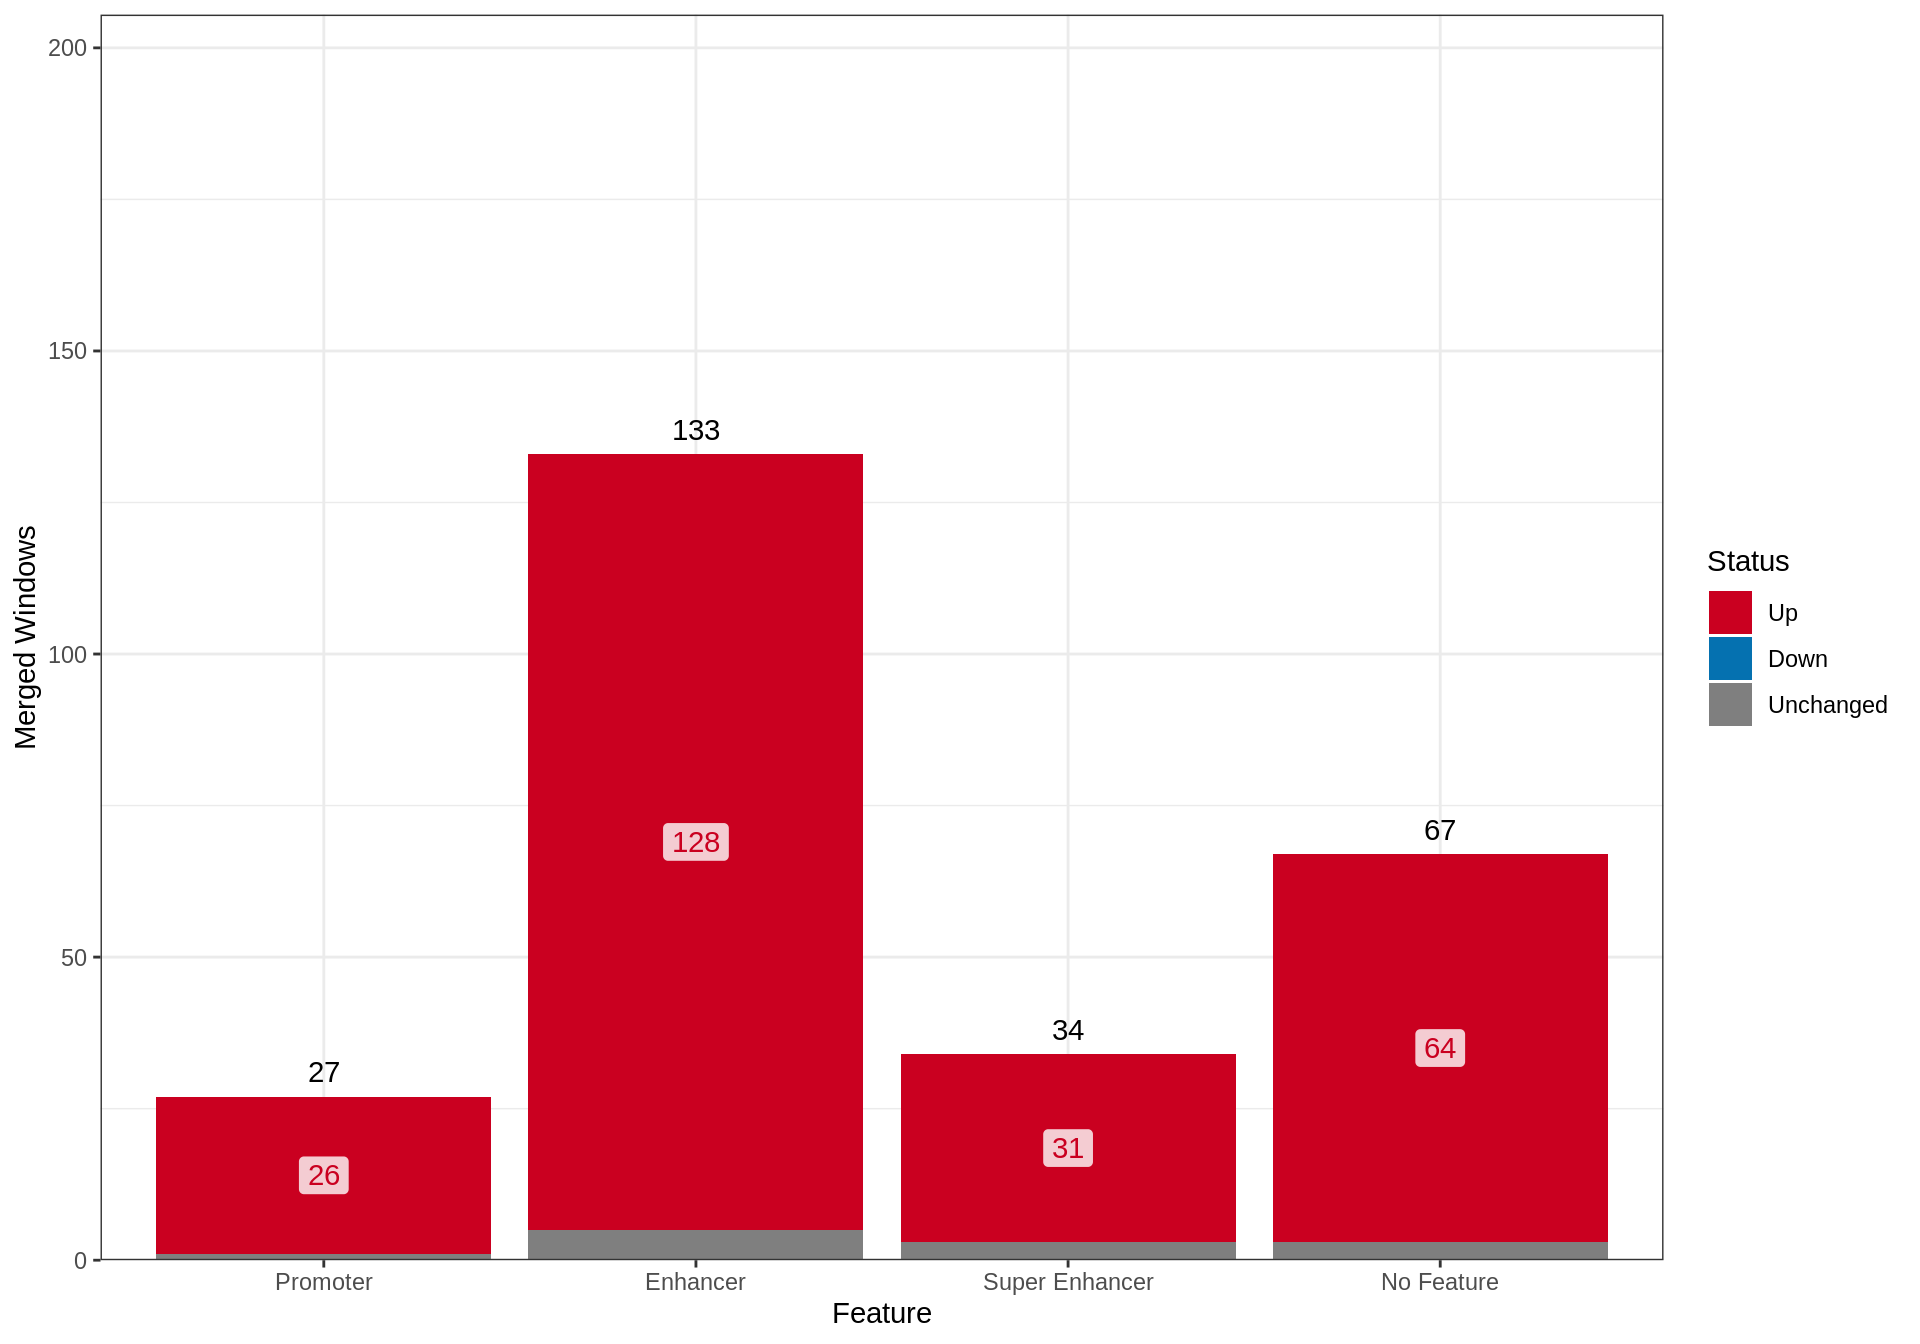 200
150
100
50
0
Merged Windows
27
133
34
67
26
128
31
64
Promoter
Enhancer
Super Enhancer
No Feature
Feature
Status
Up
Down
Unchanged